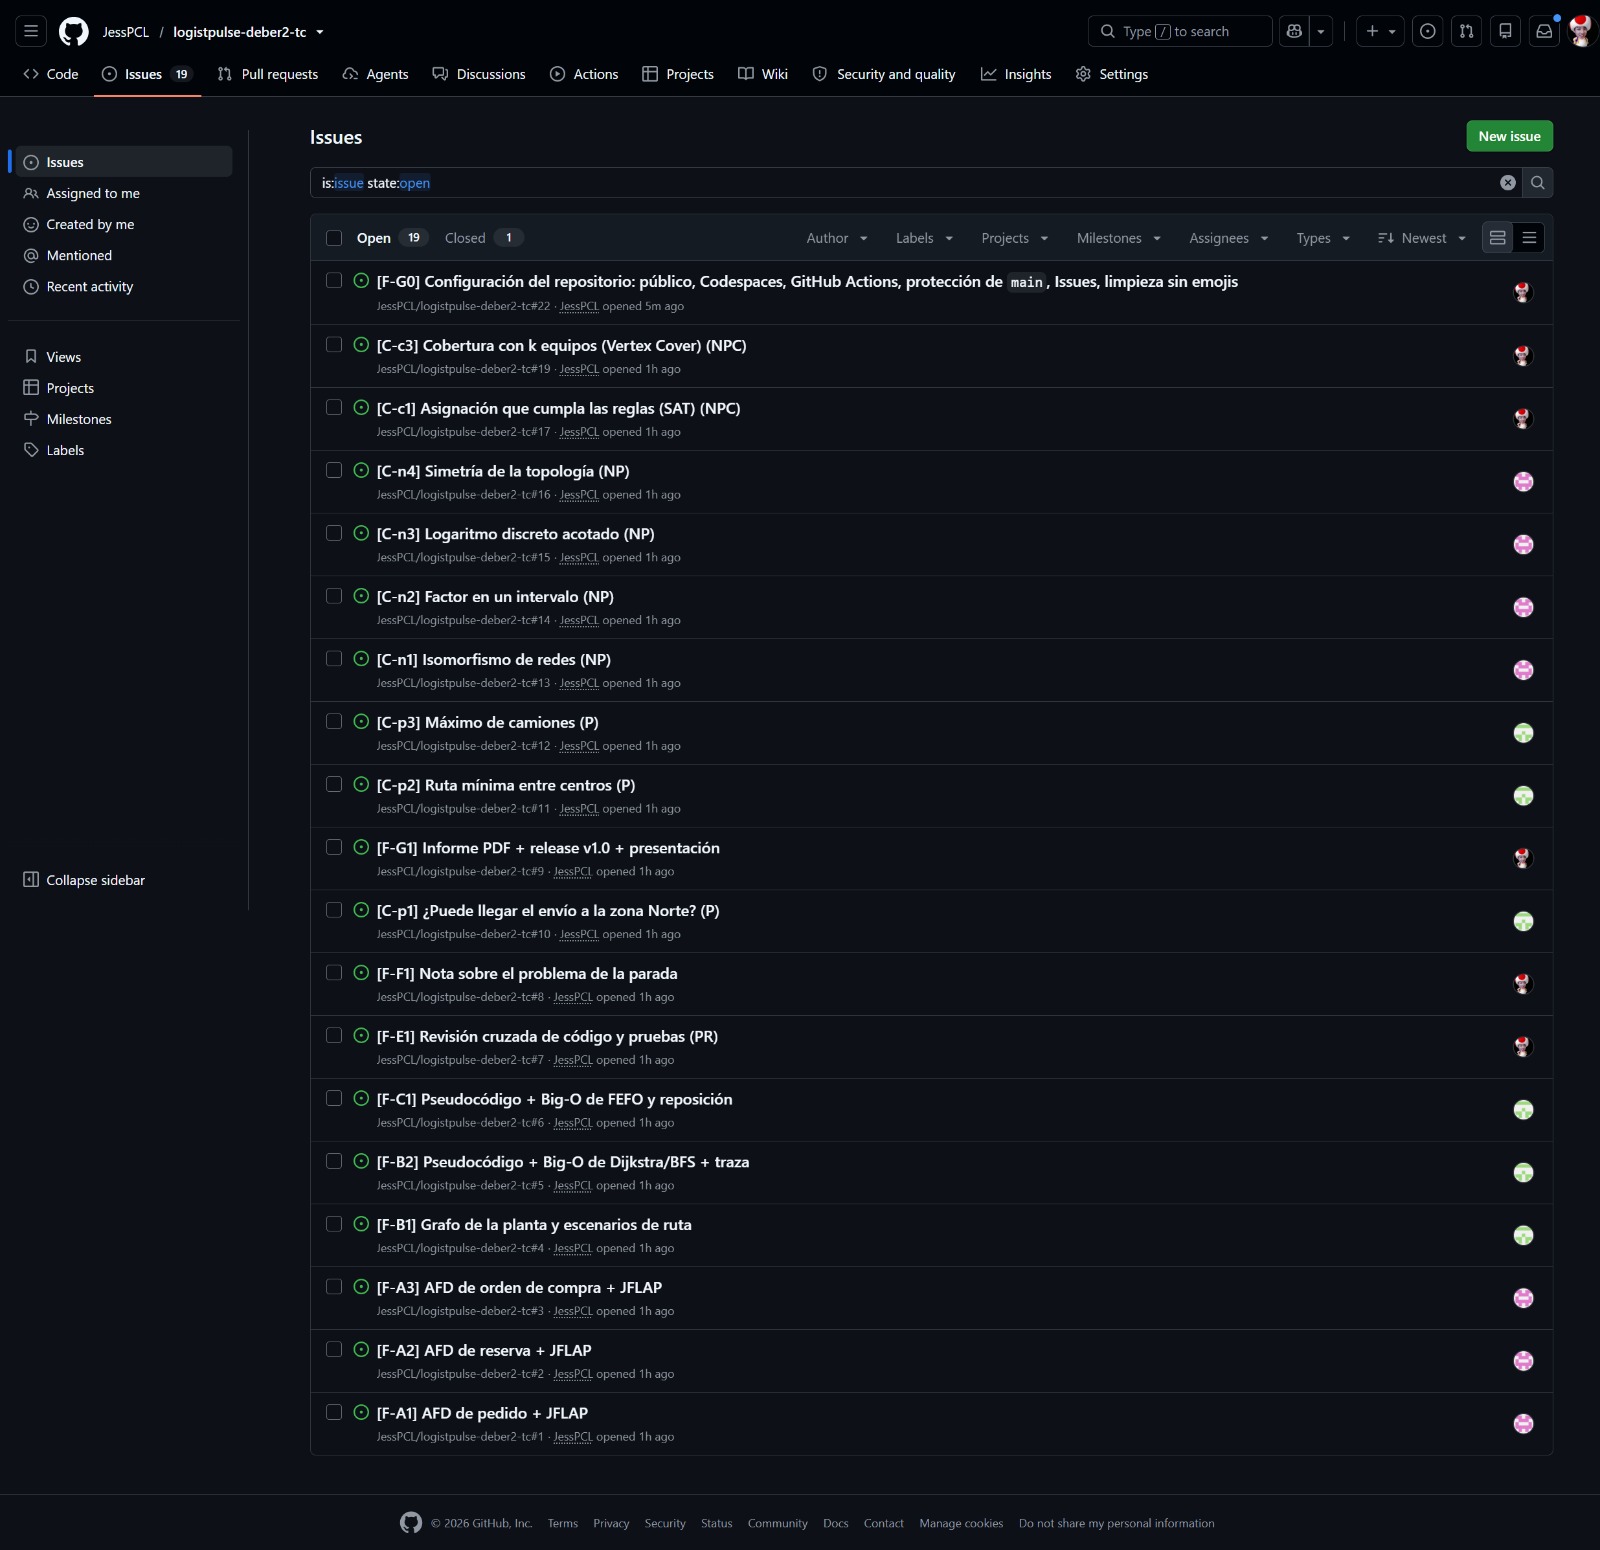 JessPCL / logistpulse-deber2-tc
Type / to search
Code
Issues 19
Pull requests
Agents
Discussions
Actions
Projects
Wiki
Security and quality
Insights
Settings
Issues
Assigned to me
Created by me
Mentioned
Recent activity
Views
Projects
Milestones
Labels
Collapse sidebar
Issues
New issue
is:issue state:open
Open 19
Closed 1
Author
Labels
Projects
Milestones
Assignees
Types
Newest
[F-G0] Configuración del repositorio: público, Codespaces, GitHub Actions, protección de main, Issues, limpieza sin emojis
JessPCL/logistpulse-deber2-tc#22 · JessPCL opened 5m ago
[C-c3] Cobertura con k equipos (Vertex Cover) (NPC)
JessPCL/logistpulse-deber2-tc#19 · JessPCL opened 1h ago
[C-c1] Asignación que cumpla las reglas (SAT) (NPC)
JessPCL/logistpulse-deber2-tc#17 · JessPCL opened 1h ago
[C-n4] Simetría de la topología (NP)
JessPCL/logistpulse-deber2-tc#16 · JessPCL opened 1h ago
[C-n3] Logaritmo discreto acotado (NP)
JessPCL/logistpulse-deber2-tc#15 · JessPCL opened 1h ago
[C-n2] Factor en un intervalo (NP)
JessPCL/logistpulse-deber2-tc#14 · JessPCL opened 1h ago
[C-n1] Isomorfismo de redes (NP)
JessPCL/logistpulse-deber2-tc#13 · JessPCL opened 1h ago
[C-p3] Máximo de camiones (P)
JessPCL/logistpulse-deber2-tc#12 · JessPCL opened 1h ago
[C-p2] Ruta mínima entre centros (P)
JessPCL/logistpulse-deber2-tc#11 · JessPCL opened 1h ago
[F-G1] Informe PDF + release v1.0 + presentación
JessPCL/logistpulse-deber2-tc#9 · JessPCL opened 1h ago
[C-p1] ¿Puede llegar el envío a la zona Norte? (P)
JessPCL/logistpulse-deber2-tc#10 · JessPCL opened 1h ago
[F-F1] Nota sobre el problema de la parada
JessPCL/logistpulse-deber2-tc#8 · JessPCL opened 1h ago
[F-E1] Revisión cruzada de código y pruebas (PR)
JessPCL/logistpulse-deber2-tc#7 · JessPCL opened 1h ago
[F-C1] Pseudocódigo + Big-O de FEFO y reposición
JessPCL/logistpulse-deber2-tc#6 · JessPCL opened 1h ago
[F-B2] Pseudocódigo + Big-O de Dijkstra/BFS + traza
JessPCL/logistpulse-deber2-tc#5 · JessPCL opened 1h ago
[F-B1] Grafo de la planta y escenarios de ruta
JessPCL/logistpulse-deber2-tc#4 · JessPCL opened 1h ago
[F-A3] AFD de orden de compra + JFLAP
JessPCL/logistpulse-deber2-tc#3 · JessPCL opened 1h ago
[F-A2] AFD de reserva + JFLAP
JessPCL/logistpulse-deber2-tc#2 · JessPCL opened 1h ago
[F-A1] AFD de pedido + JFLAP
JessPCL/logistpulse-deber2-tc#1 · JessPCL opened 1h ago
© 2026 GitHub, Inc. Terms Privacy Security Status Community Docs Contact Manage cookies Do not share my personal information